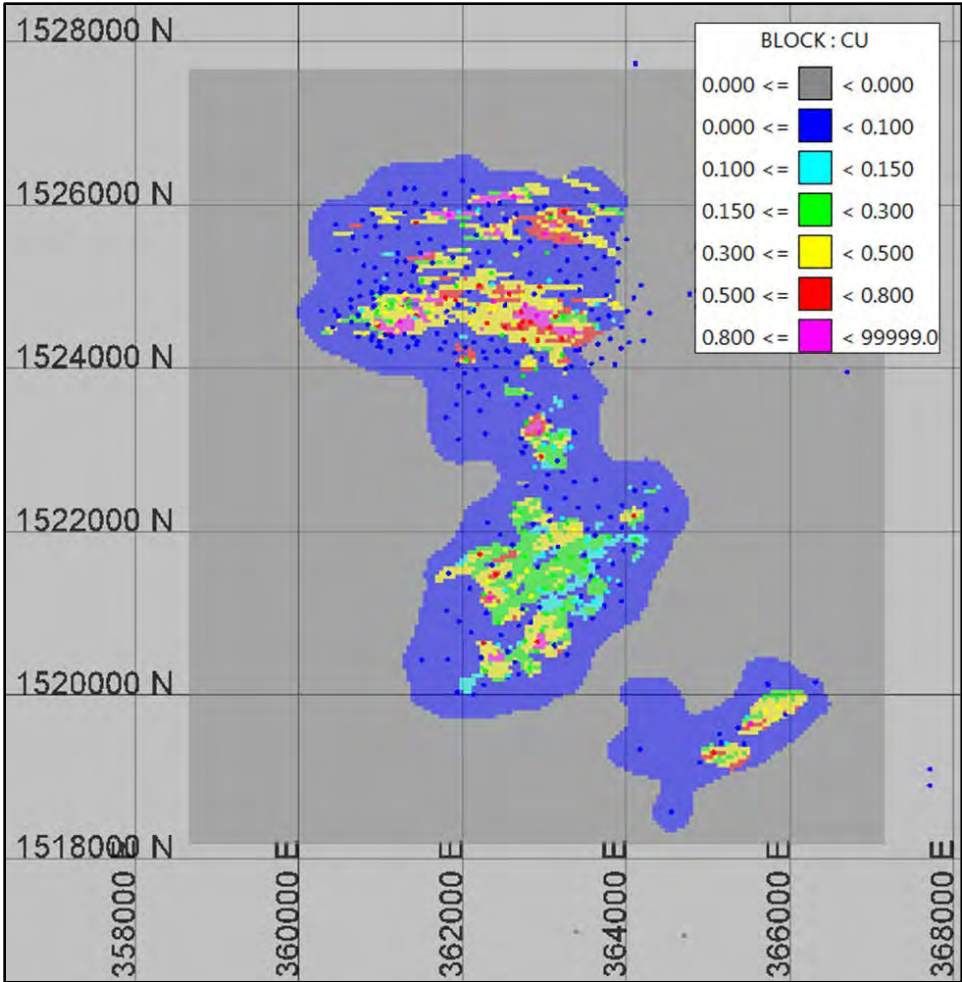 1528000 N
1526000 N
1524000 N
1522000 N
1520000 N
1518000 N
BLOCK : CU
0.000 <= < 0.000
0.000 <= < 0.100
0.100 <= < 0.150
0.150 <= < 0.300
0.300 <= < 0.500
0.500 <= < 0.800
0.800 <= < 99999.0
358000 E
360000 E
362000 E
364000 E
366000 E
368000 E